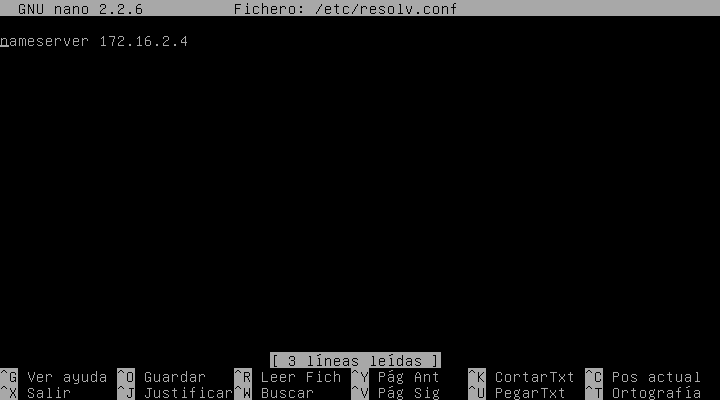 GNU nano 2.2.6 Fichero: /etc/resolv.conf
nameserver 172.16.2.4
[ 3 líneas leídas ]
^G Ver ayuda ^O Guardar ^R Leer Fich ^Y Pág Ant ^K CortarTxt ^C Pos actual
^X Salir ^J Justificar ^W Buscar ^V Pág Sig ^U PegarTxt ^T Ortografía